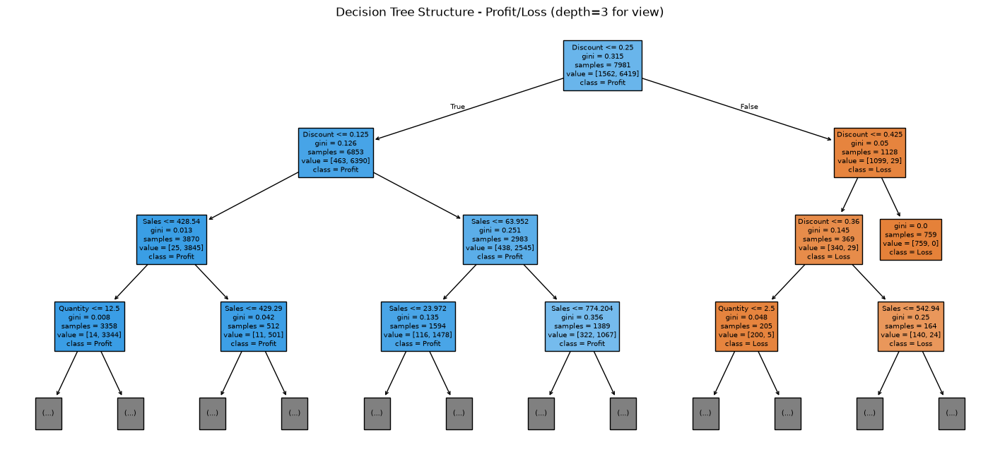 Decision Tree Structure - Profit/Loss (depth=3 for view)
Discount <= 0.25
gini = 0.315
samples = 7981
value = [1562, 6419]
class = Profit
True
False
Discount <= 0.125
gini = 0.126
samples = 6853
value = [463, 6390]
class = Profit
Discount <= 0.425
gini = 0.05
samples = 1128
value = [1099, 29]
class = Loss
Sales <= 428.54
gini = 0.013
samples = 3870
value = [25, 3845]
class = Profit
Sales <= 63.952
gini = 0.251
samples = 2983
value = [438, 2545]
class = Profit
Discount <= 0.36
gini = 0.145
samples = 369
value = [340, 29]
class = Loss
gini = 0.0
samples = 759
value = [759, 0]
class = Loss
Quantity <= 12.5
gini = 0.008
samples = 3358
value = [14, 3344]
class = Profit
Sales <= 429.29
gini = 0.042
samples = 512
value = [11, 501]
class = Profit
Sales <= 23.972
gini = 0.135
samples = 1594
value = [116, 1478]
class = Profit
Sales <= 774.204
gini = 0.356
samples = 1389
value = [322, 1067]
class = Profit
Quantity <= 2.5
gini = 0.048
samples = 205
value = [200, 5]
class = Loss
Sales <= 542.94
gini = 0.25
samples = 164
value = [140, 24]
class = Loss
(...)
(...)
(...)
(...)
(...)
(...)
(...)
(...)
(...)
(...)
(...)
(...)